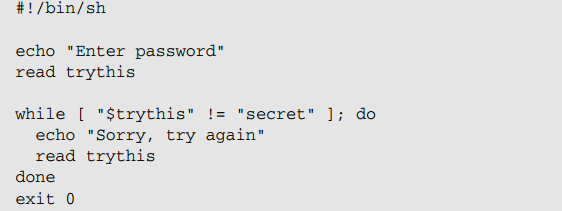 #!/bin/sh

echo "Enter password"
read trythis

while [ "$trythis" != "secret" ]; do
  echo "Sorry, try again"
  read trythis
done
exit 0